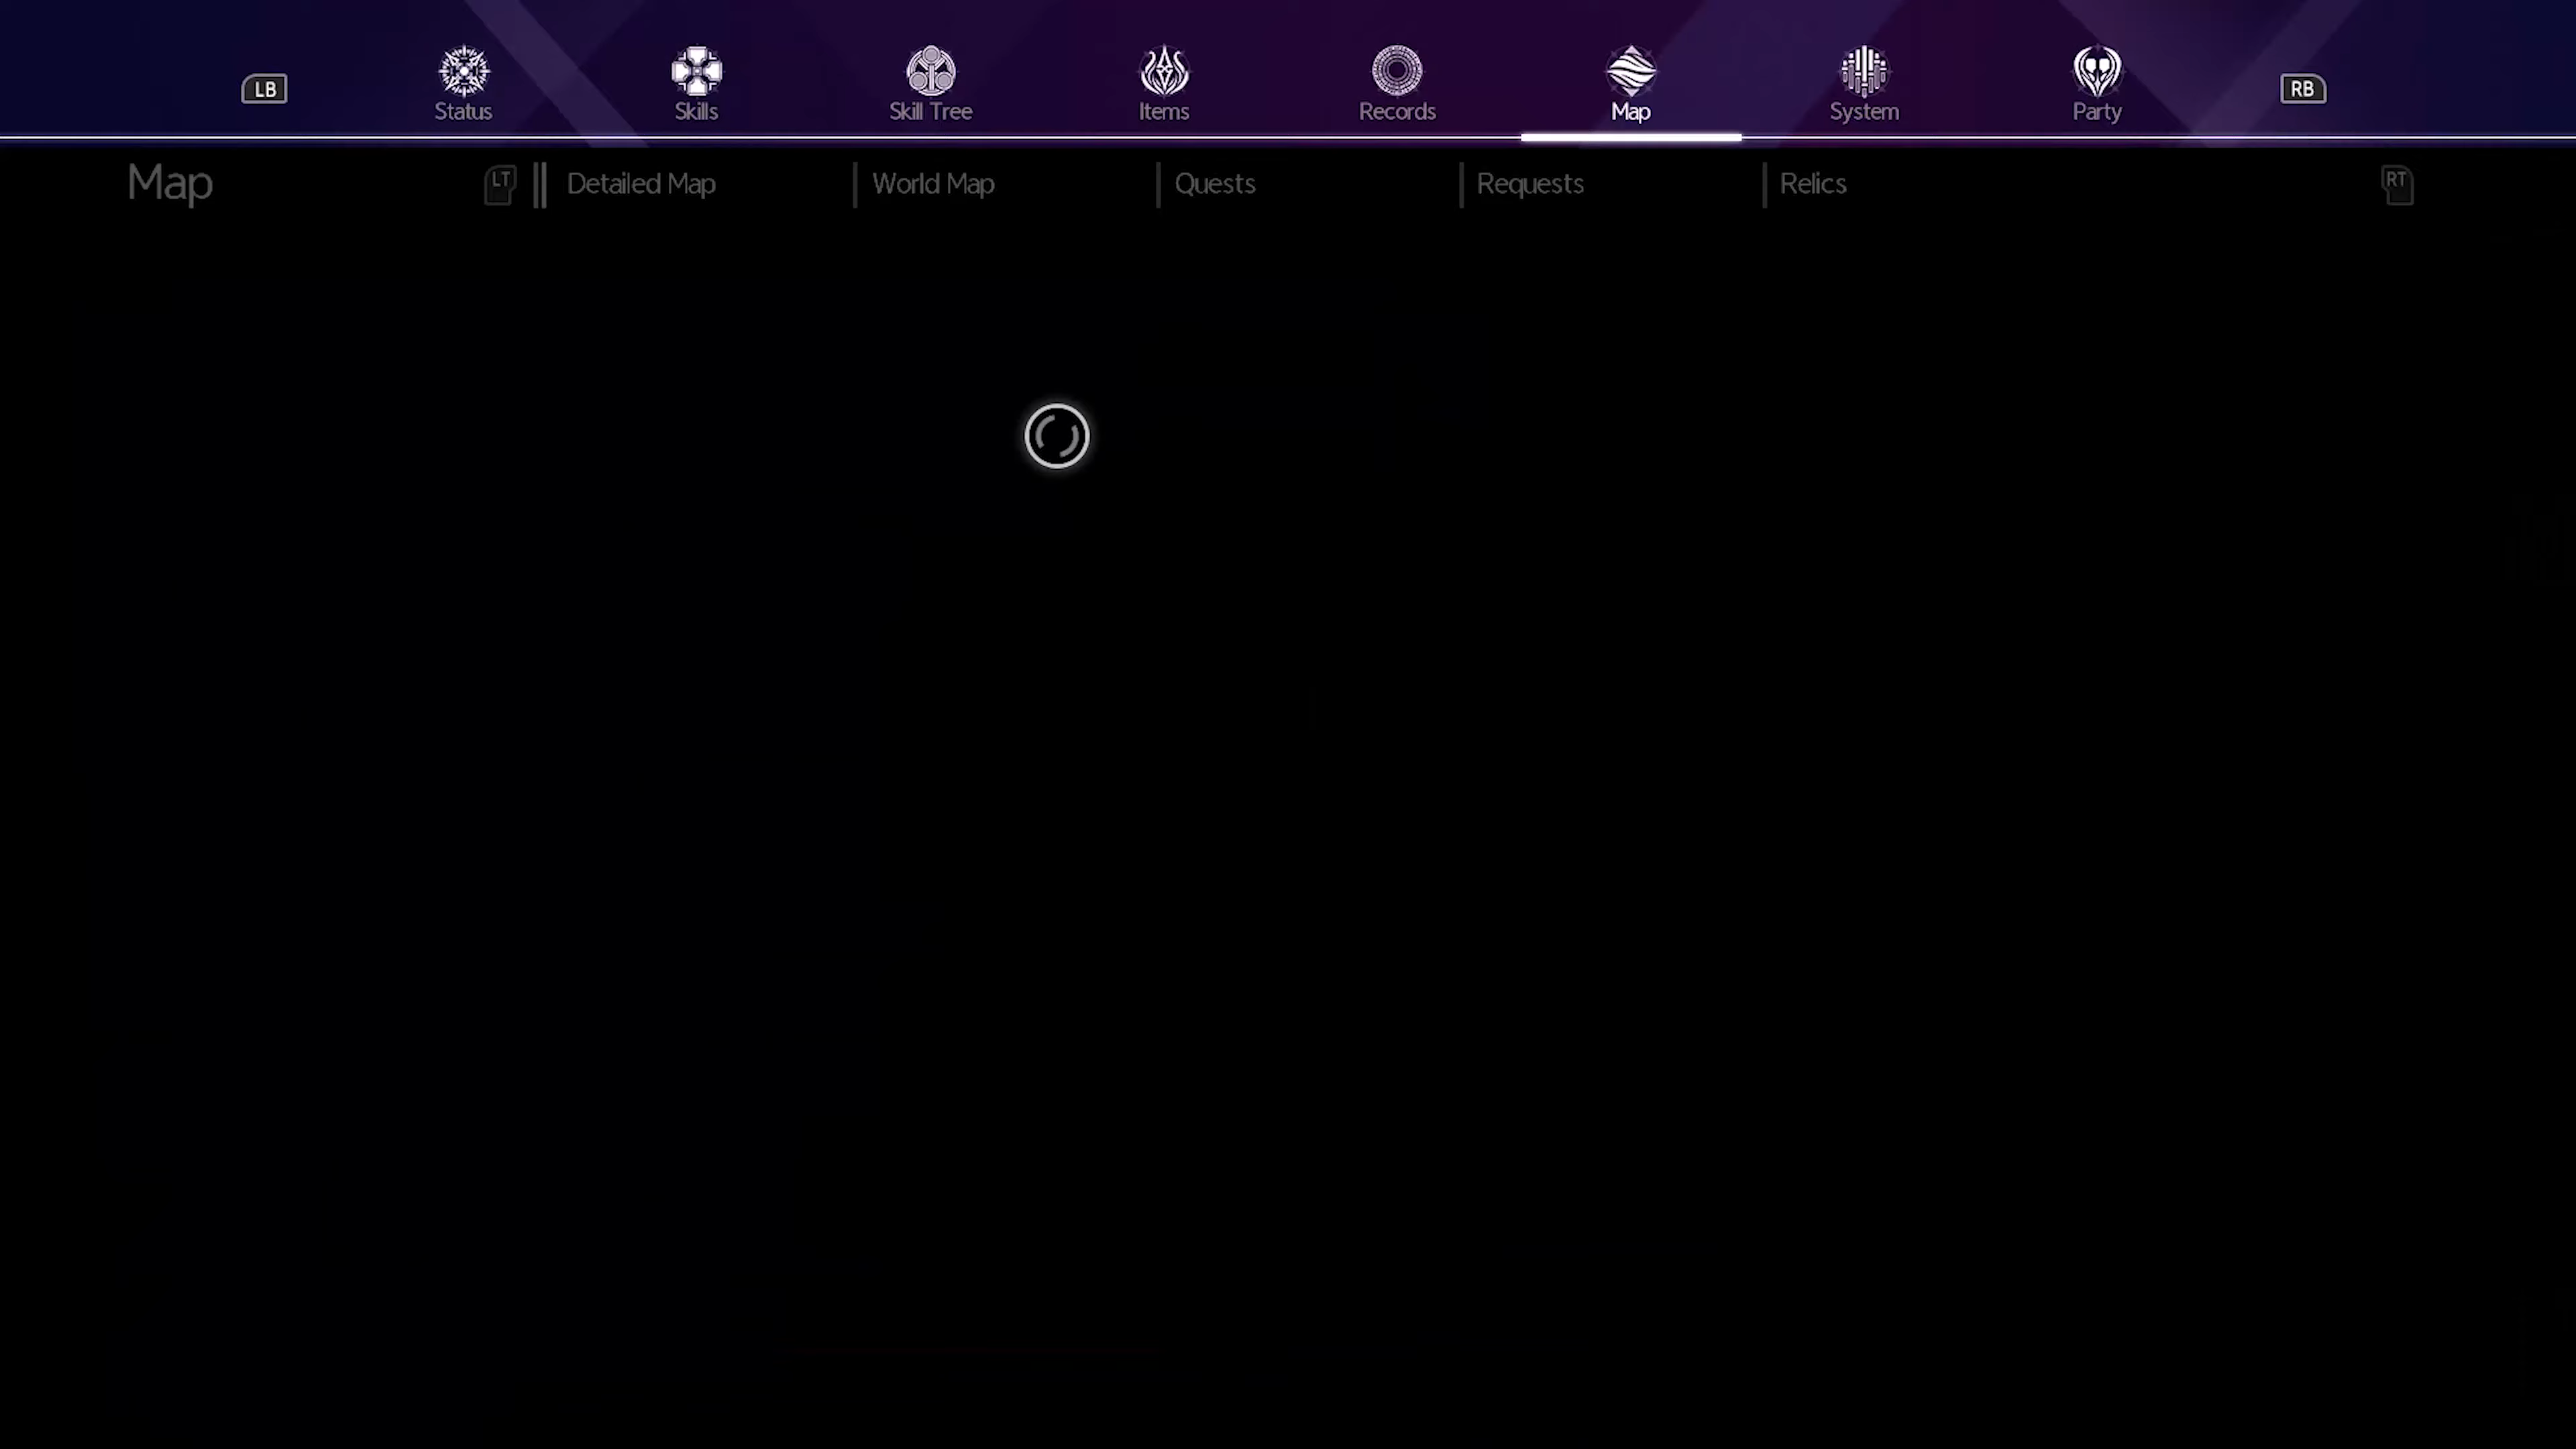 LB Status Skills Skill Tree Items Records Map System Party RB
Map LT Detailed Map World Map Quests Requests Relics RT